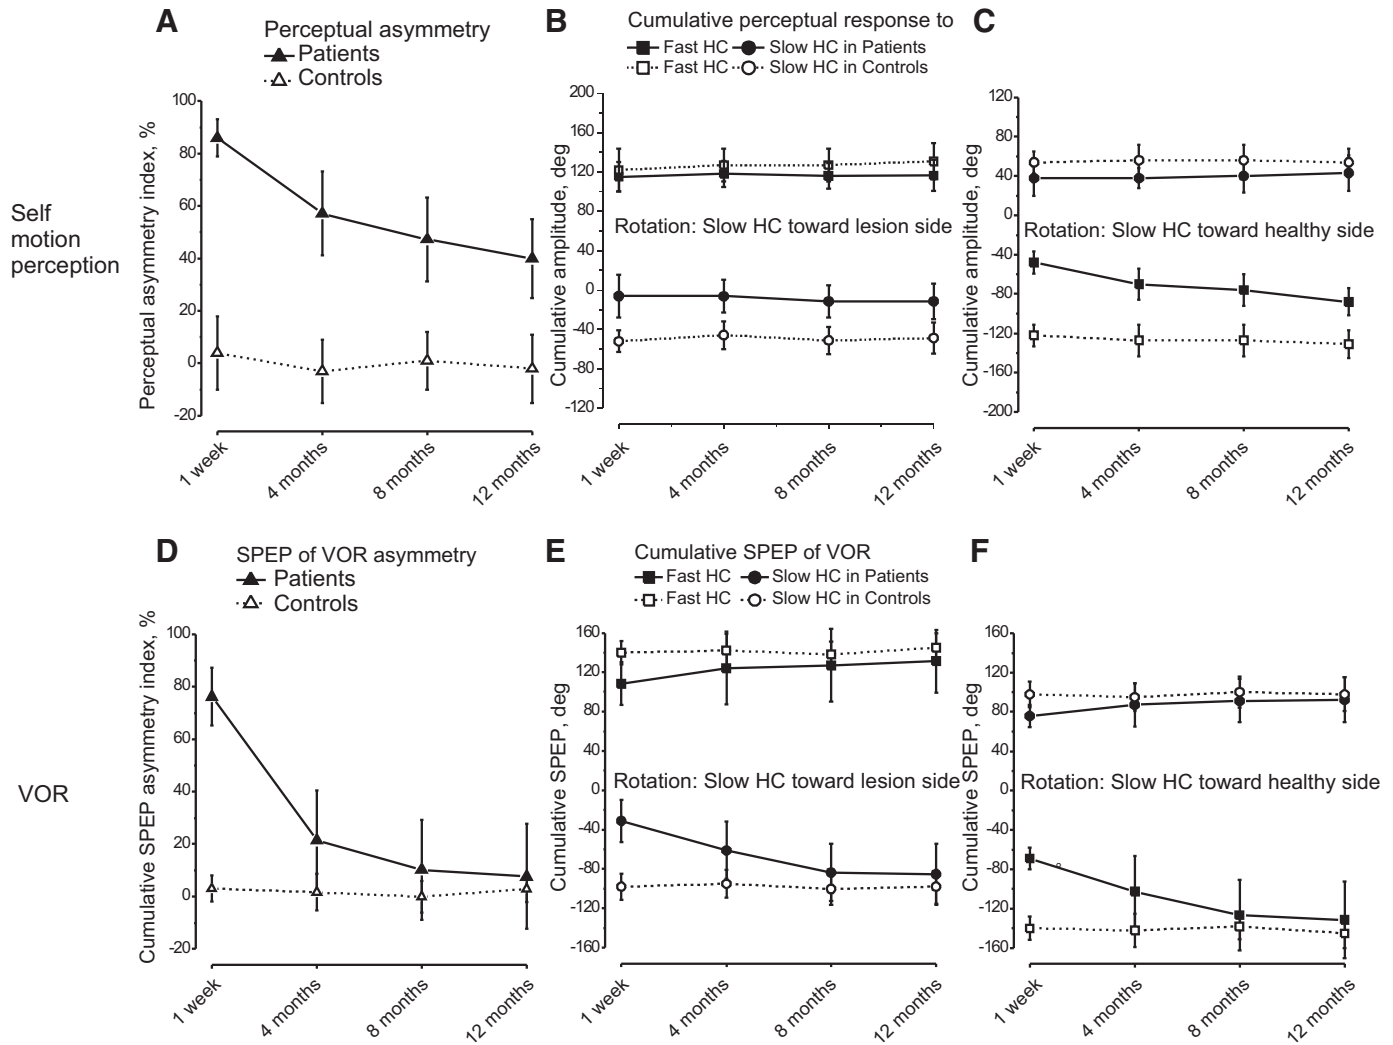 A
Perceptual asymmetry
Patients
Controls
B
Cumulative perceptual response to
Fast HC Slow HC in Patients
Fast HC Slow HC in Controls
C
Self
motion
perception
Perceptual asymmetry index, %
100
80
60
40
20
0
-20
1 week
4 months
8 months
12 months
Cumulative amplitude, deg
200
160
120
80
40
0
-40
-80
-120
Rotation: Slow HC toward lesion side
1 week
4 months
8 months
12 months
Cumulative amplitude, deg
120
80
40
0
-40
-80
-120
-160
-200
Rotation: Slow HC toward healthy side
1 week
4 months
8 months
12 months
D
SPEP of VOR asymmetry
Patients
Controls
E
Cumulative SPEP of VOR
Fast HC Slow HC in Patients
Fast HC Slow HC in Controls
F
VOR
Cumulative SPEP asymmetry index, %
100
80
60
40
20
0
-20
1 week
4 months
8 months
12 months
Cumulative SPEP, deg
160
120
80
40
0
-40
-80
-120
-160
Rotation: Slow HC toward lesion side
1 week
4 months
8 months
12 months
Cumulative SPEP, deg
160
120
80
40
0
-40
-80
-120
-160
Rotation: Slow HC toward healthy side
1 week
4 months
8 months
12 months